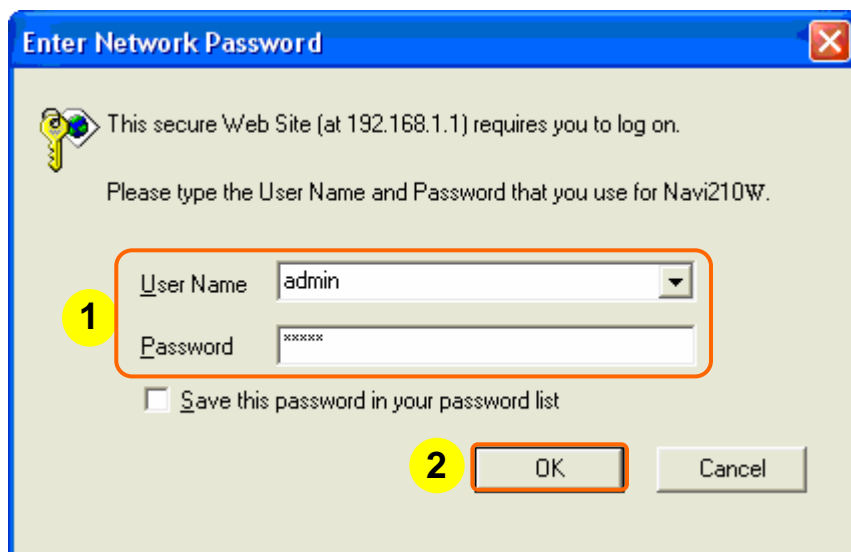 Enter Network Password
This secure Web Site (at 192.168.1.1) requires you to log on.
Please type the User Name and Password that you use for Navi210W.
1
User Name admin
Password *****
Save this password in your password list
2 OK Cancel